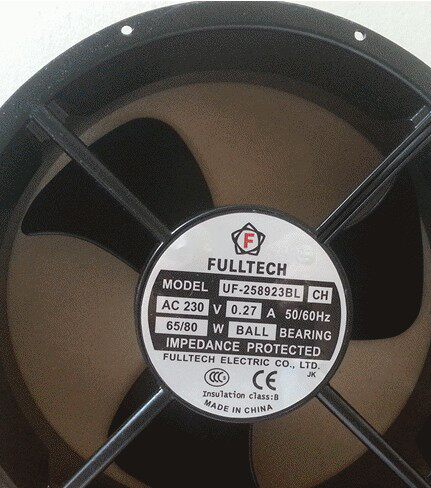 F
FULLTECH
MODEL UF-258923BL CH
AC 230 V 0.27 A 50/60Hz
65/80 W BALL BEARING
IMPEDANCE PROTECTED
FULLTECH ELECTRIC CO., LTD.
JK
CCC CE
Insulation class:B
MADE IN CHINA